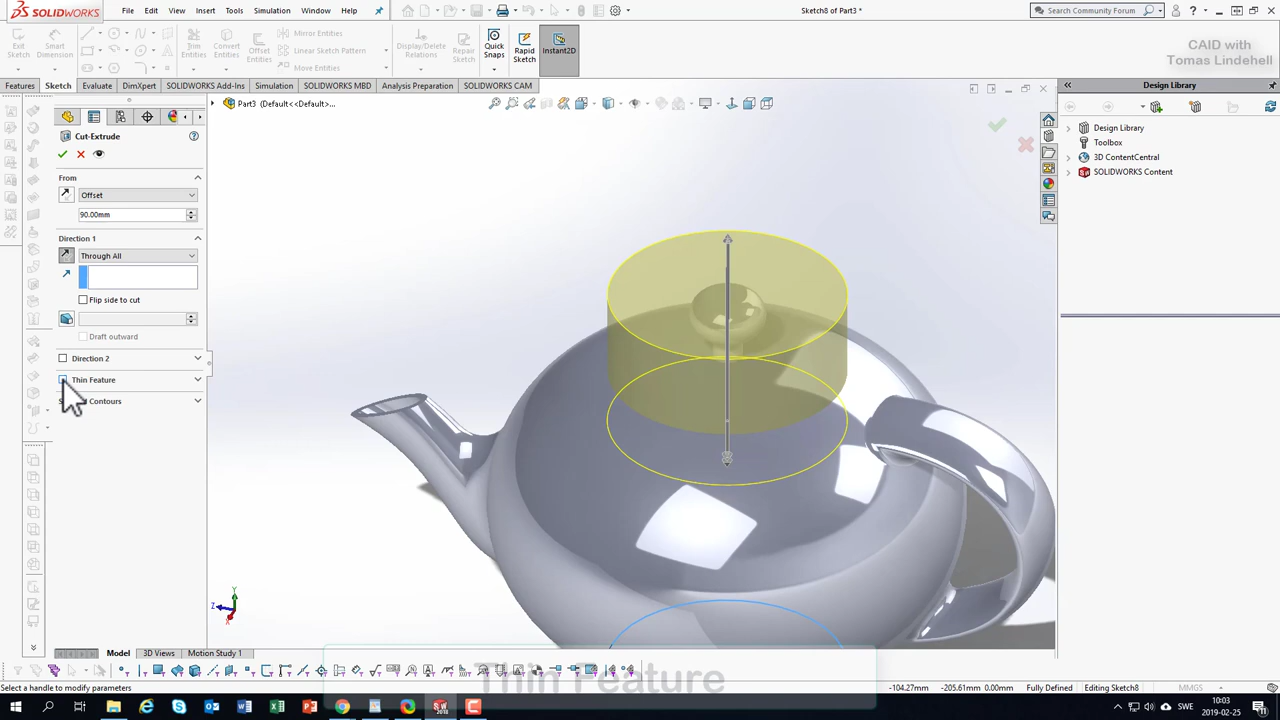 SOLIDWORKS
File
Edit
View
Insert
Tools
Simulation
Window
Help
Sketch8 of Part3 *
Search Community Forum
Exit Sketch
Smart Dimension
Trim Entities
Convert Entities
Offset Entities
Mirror Entities
Linear Sketch Pattern
Move Entities
Display/Delete Relations
Repair Sketch
Quick Snaps
Rapid Sketch
Instant2D
CAID with
Tomas Lindehell
Features
Sketch
Evaluate
DimXpert
SOLIDWORKS Add-Ins
Simulation
SOLIDWORKS MBD
Analysis Preparation
SOLIDWORKS CAM
Design Library
Part3 (Default<<Default>...
Cut-Extrude
From
Offset
90.00mm
Direction 1
Through All
Flip side to cut
Draft outward
Direction 2
Thin Feature
Contours
Design Library
Toolbox
3D ContentCentral
SOLIDWORKS Content
Y
Z
X
Model
3D Views
Motion Study 1
Thin Feature
Select a handle to modify parameters
-104.27mm
-205.61mm 0.00mm
Fully Defined
Editing Sketch8
MMGS
SWE
10:03
2019-02-25